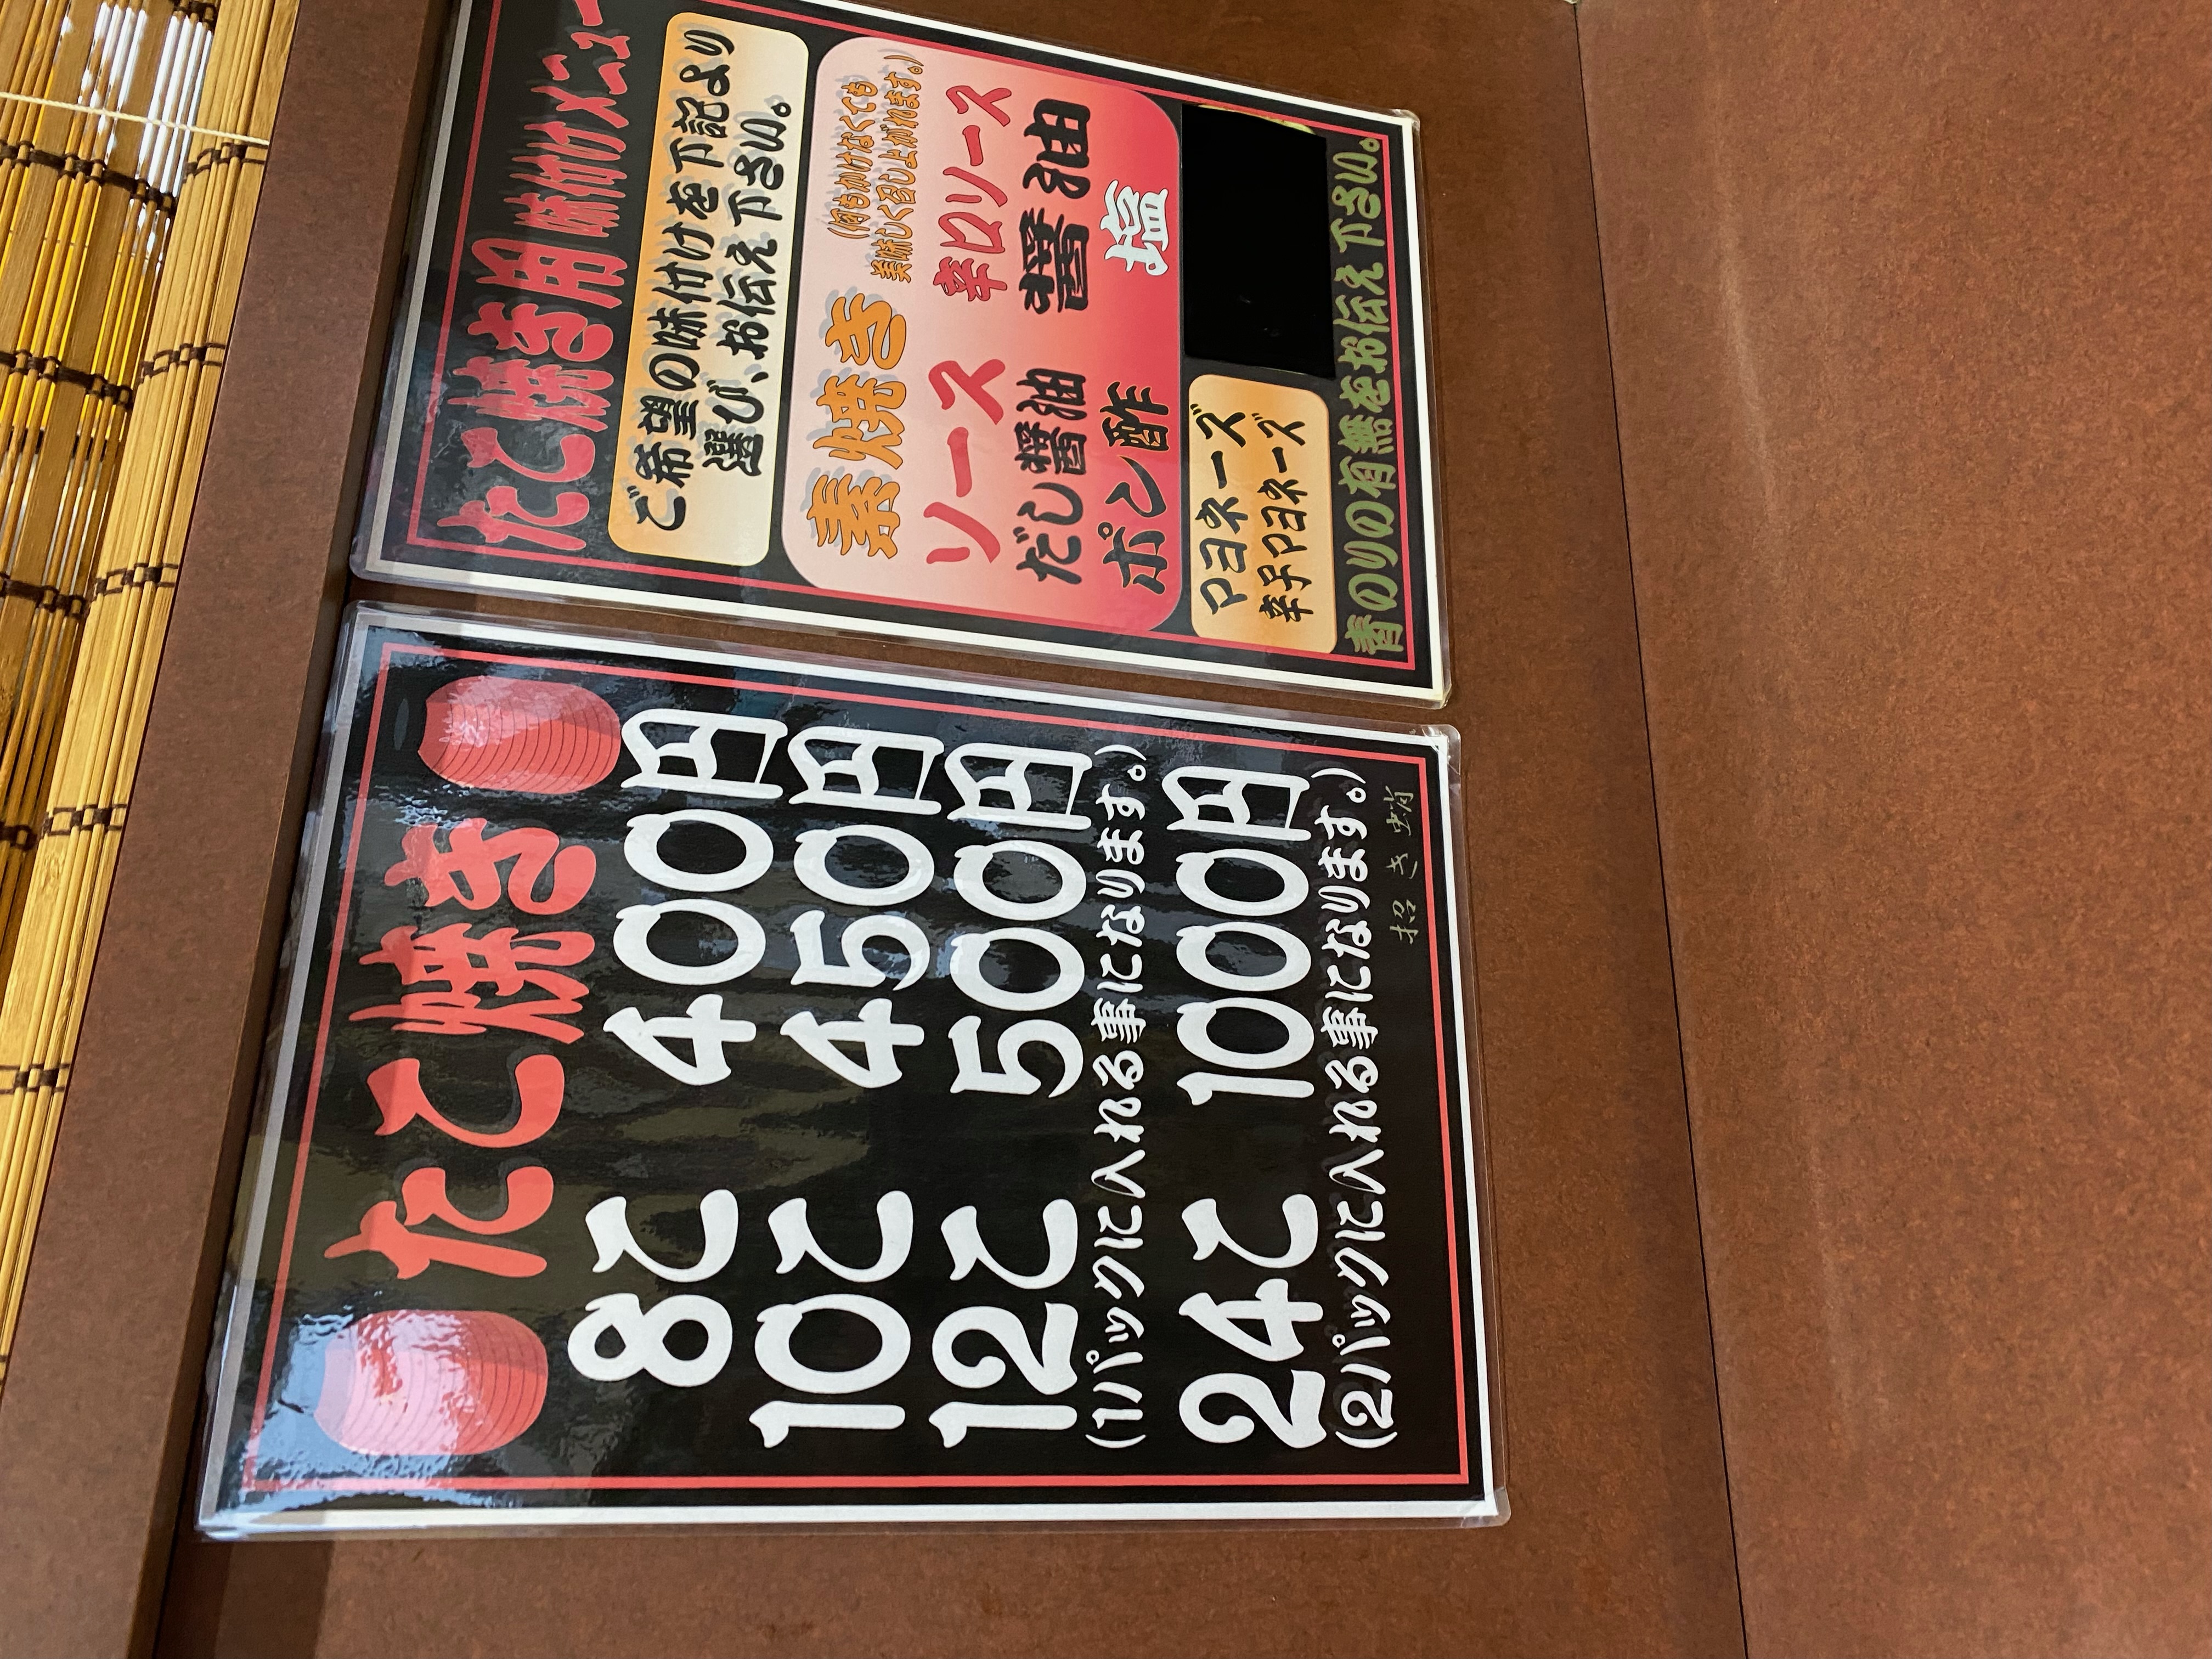 たこ焼き
8こ 400円
10こ 450円
12こ 500円
(1パックに入れる事になります。)
24こ 1000円
(2パックに入れる事になります。)
招き蛸
たこ焼き用 味付けメニュー
ご希望の味付けを下記より
選び、お伝え下さい。
素焼き
(何もかけなくても
美味しく召し上がれます。)
ソース 辛口ソース
だし醤油 醤油
ポン酢 塩
マヨネーズ
辛子マヨネーズ
青のりの有無をお伝え下さい。